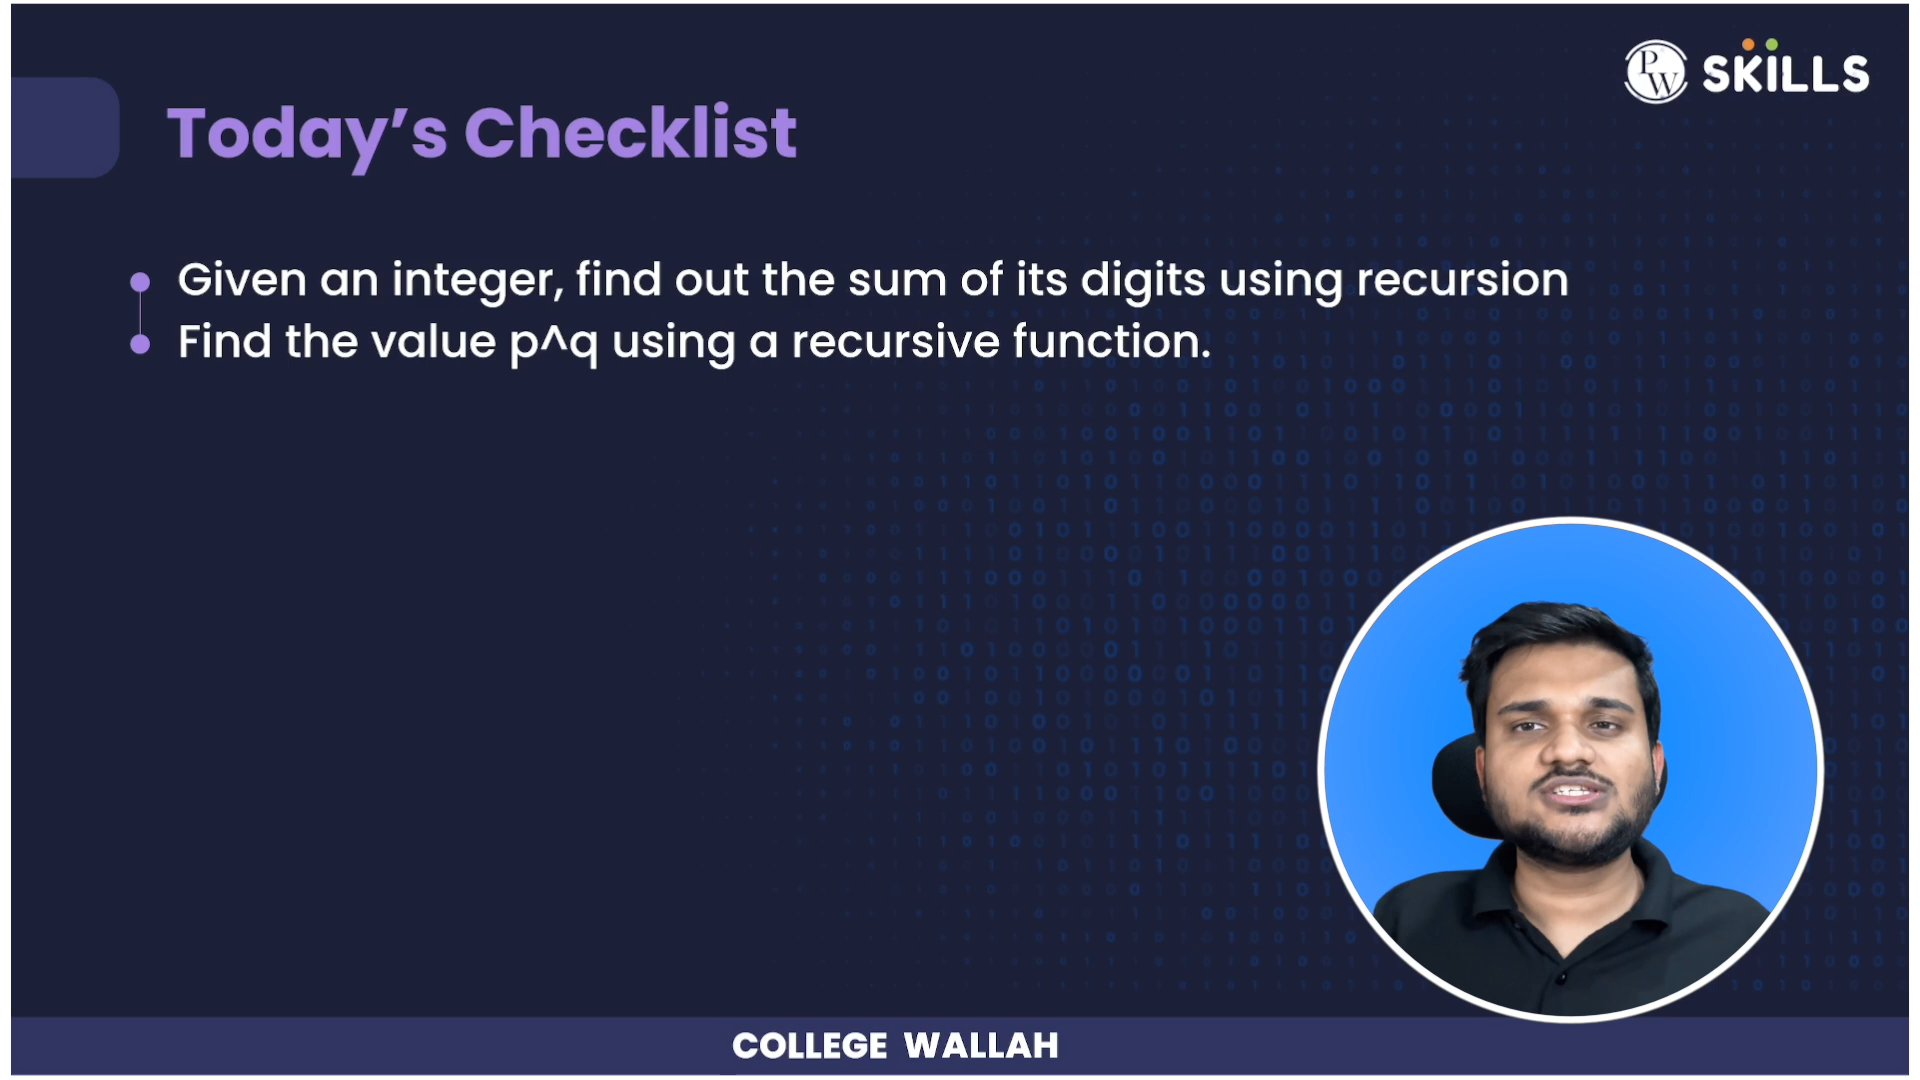 PW SKILLS
Today’s Checklist
Given an integer, find out the sum of its digits using recursion
Find the value p^q using a recursive function.
COLLEGE WALLAH